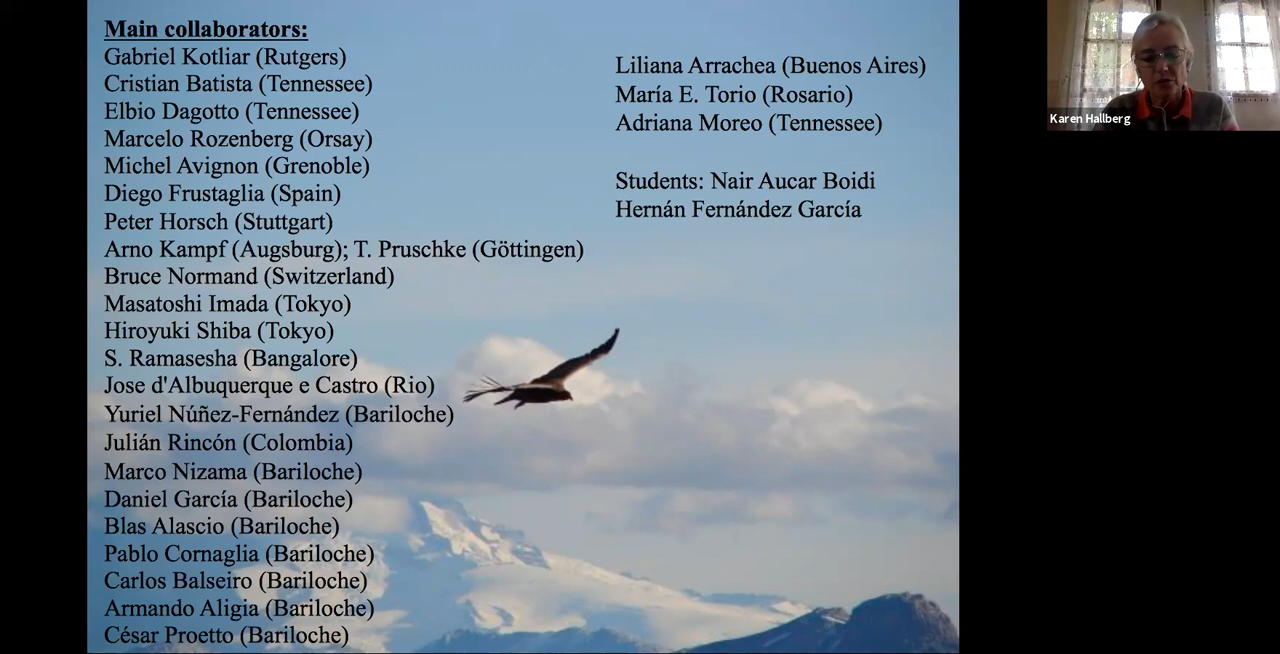 Main collaborators:
Gabriel Kotliar (Rutgers)
Cristian Batista (Tennessee)
Elbio Dagotto (Tennessee)
Marcelo Rozenberg (Orsay)
Michel Avignon (Grenoble)
Diego Frustaglia (Spain)
Peter Horsch (Stuttgart)
Arno Kampf (Augsburg); T. Pruschke (Göttingen)
Bruce Normand (Switzerland)
Masatoshi Imada (Tokyo)
Hiroyuki Shiba (Tokyo)
S. Ramasesha (Bangalore)
Jose d'Albuquerque e Castro (Rio)
Yuriel Núñez-Fernández (Bariloche)
Julián Rincón (Colombia)
Marco Nizama (Bariloche)
Daniel García (Bariloche)
Blas Alascio (Bariloche)
Pablo Cornaglia (Bariloche)
Carlos Balseiro (Bariloche)
Armando Aligia (Bariloche)
César Proetto (Bariloche)
Liliana Arrachea (Buenos Aires)
María E. Torio (Rosario)
Adriana Moreo (Tennessee)
Students: Nair Aucar Boidi
Hernán Fernández García
Karen Hallberg